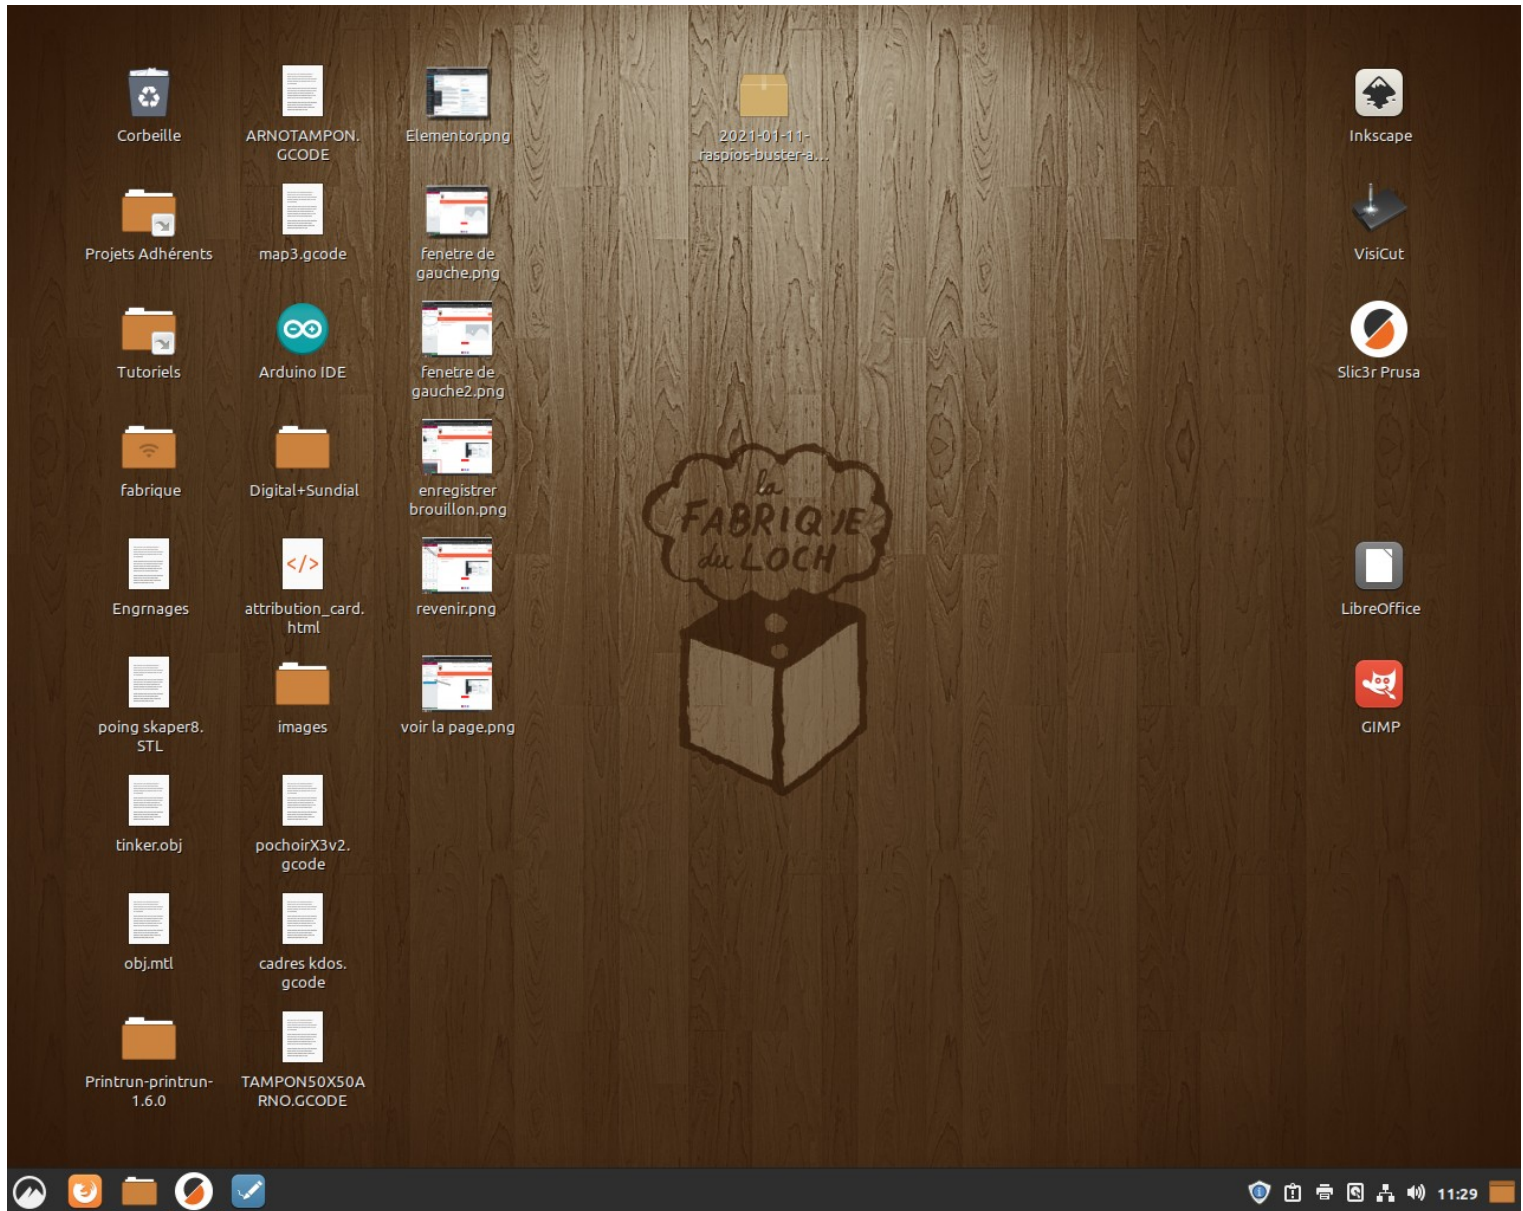 Corbeille
ARNOTAMPON.
GCODE
Elementor.png
2021-01-11-
raspios-buster-a...
Inkscape
Projets Adhérents
map3.gcode
fenetre de
gauche.png
VisiCut
Tutoriels
Arduino IDE
fenetre de
gauche2.png
Slic3r Prusa
fabrique
Digital+Sundial
enregistrer
brouillon.png
la
FABRIQUE
du LOCH
Engrnages
attribution_card.
html
revenir.png
LibreOffice
poing skaper8.
STL
images
voir la page.png
GIMP
tinker.obj
pochoirX3v2.
gcode
obj.mtl
cadres kdos.
gcode
Printrun-printrun-
1.6.0
TAMPON50X50A
RNO.GCODE
11:29